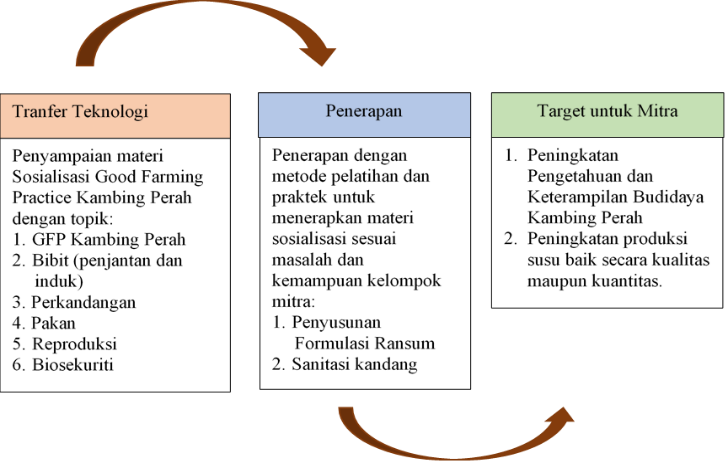 Tranfer Teknologi
Penyampaian materi
Sosialisasi Good Farming
Practice Kambing Perah
dengan topik:
1. GFP Kambing Perah
2. Bibit (penjantan dan
induk)
3. Perkandangan
4. Pakan
5. Reproduksi
6. Biosekuriti
Penerapan
Penerapan dengan
metode pelatihan dan
praktek untuk
menerapkan materi
sosialisasi sesuai
masalah dan
kemampuan kelompok
mitra:
1. Penyusunan
Formulasi Ransum
2. Sanitasi kandang
Target untuk Mitra
1. Peningkatan
Pengetahuan dan
Keterampilan Budidaya
Kambing Perah
2. Peningkatan produksi
susu baik secara kualitas
maupun kuantitas.